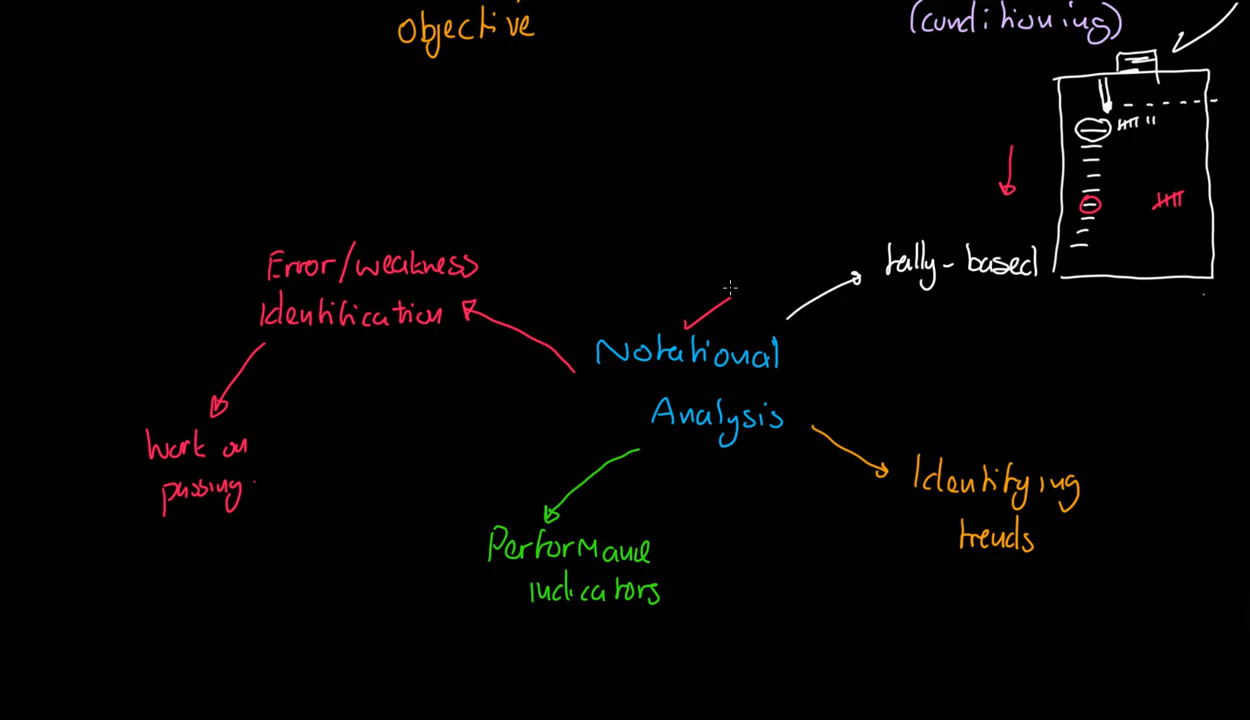 objective
(conditioning)
tally-based
Error/weakness
Identification
Notational
Analysis
Work on
passing.
Identifying
trends
Performance
indicators